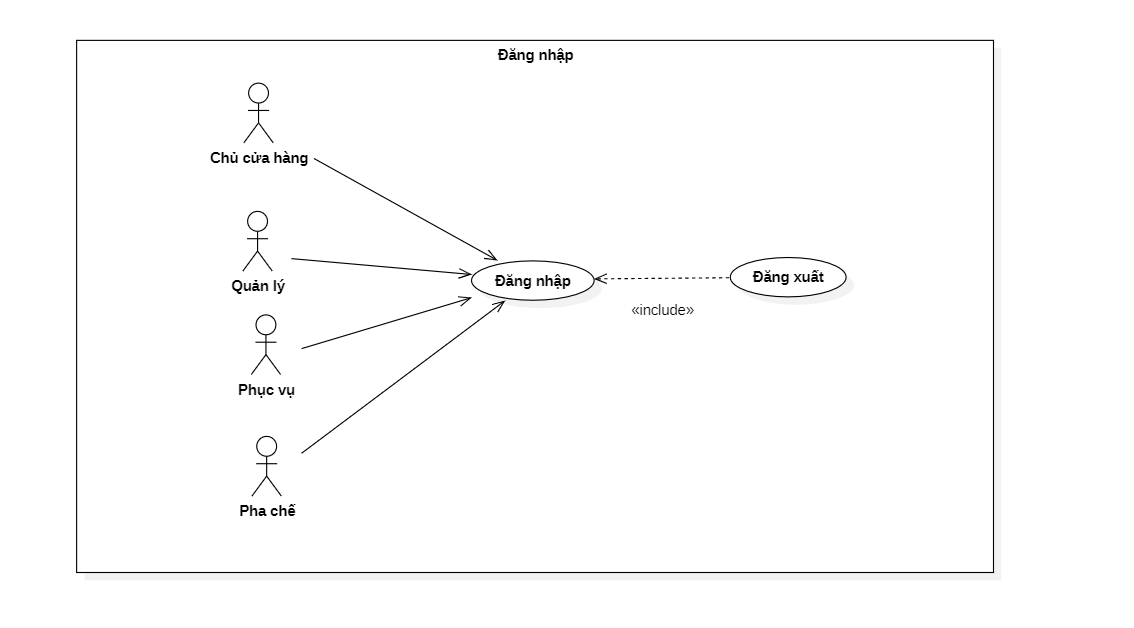 Đăng nhập
Chủ cửa hàng
Quản lý
Đăng nhập
Đăng xuất
«include»
Phục vụ
Pha chế